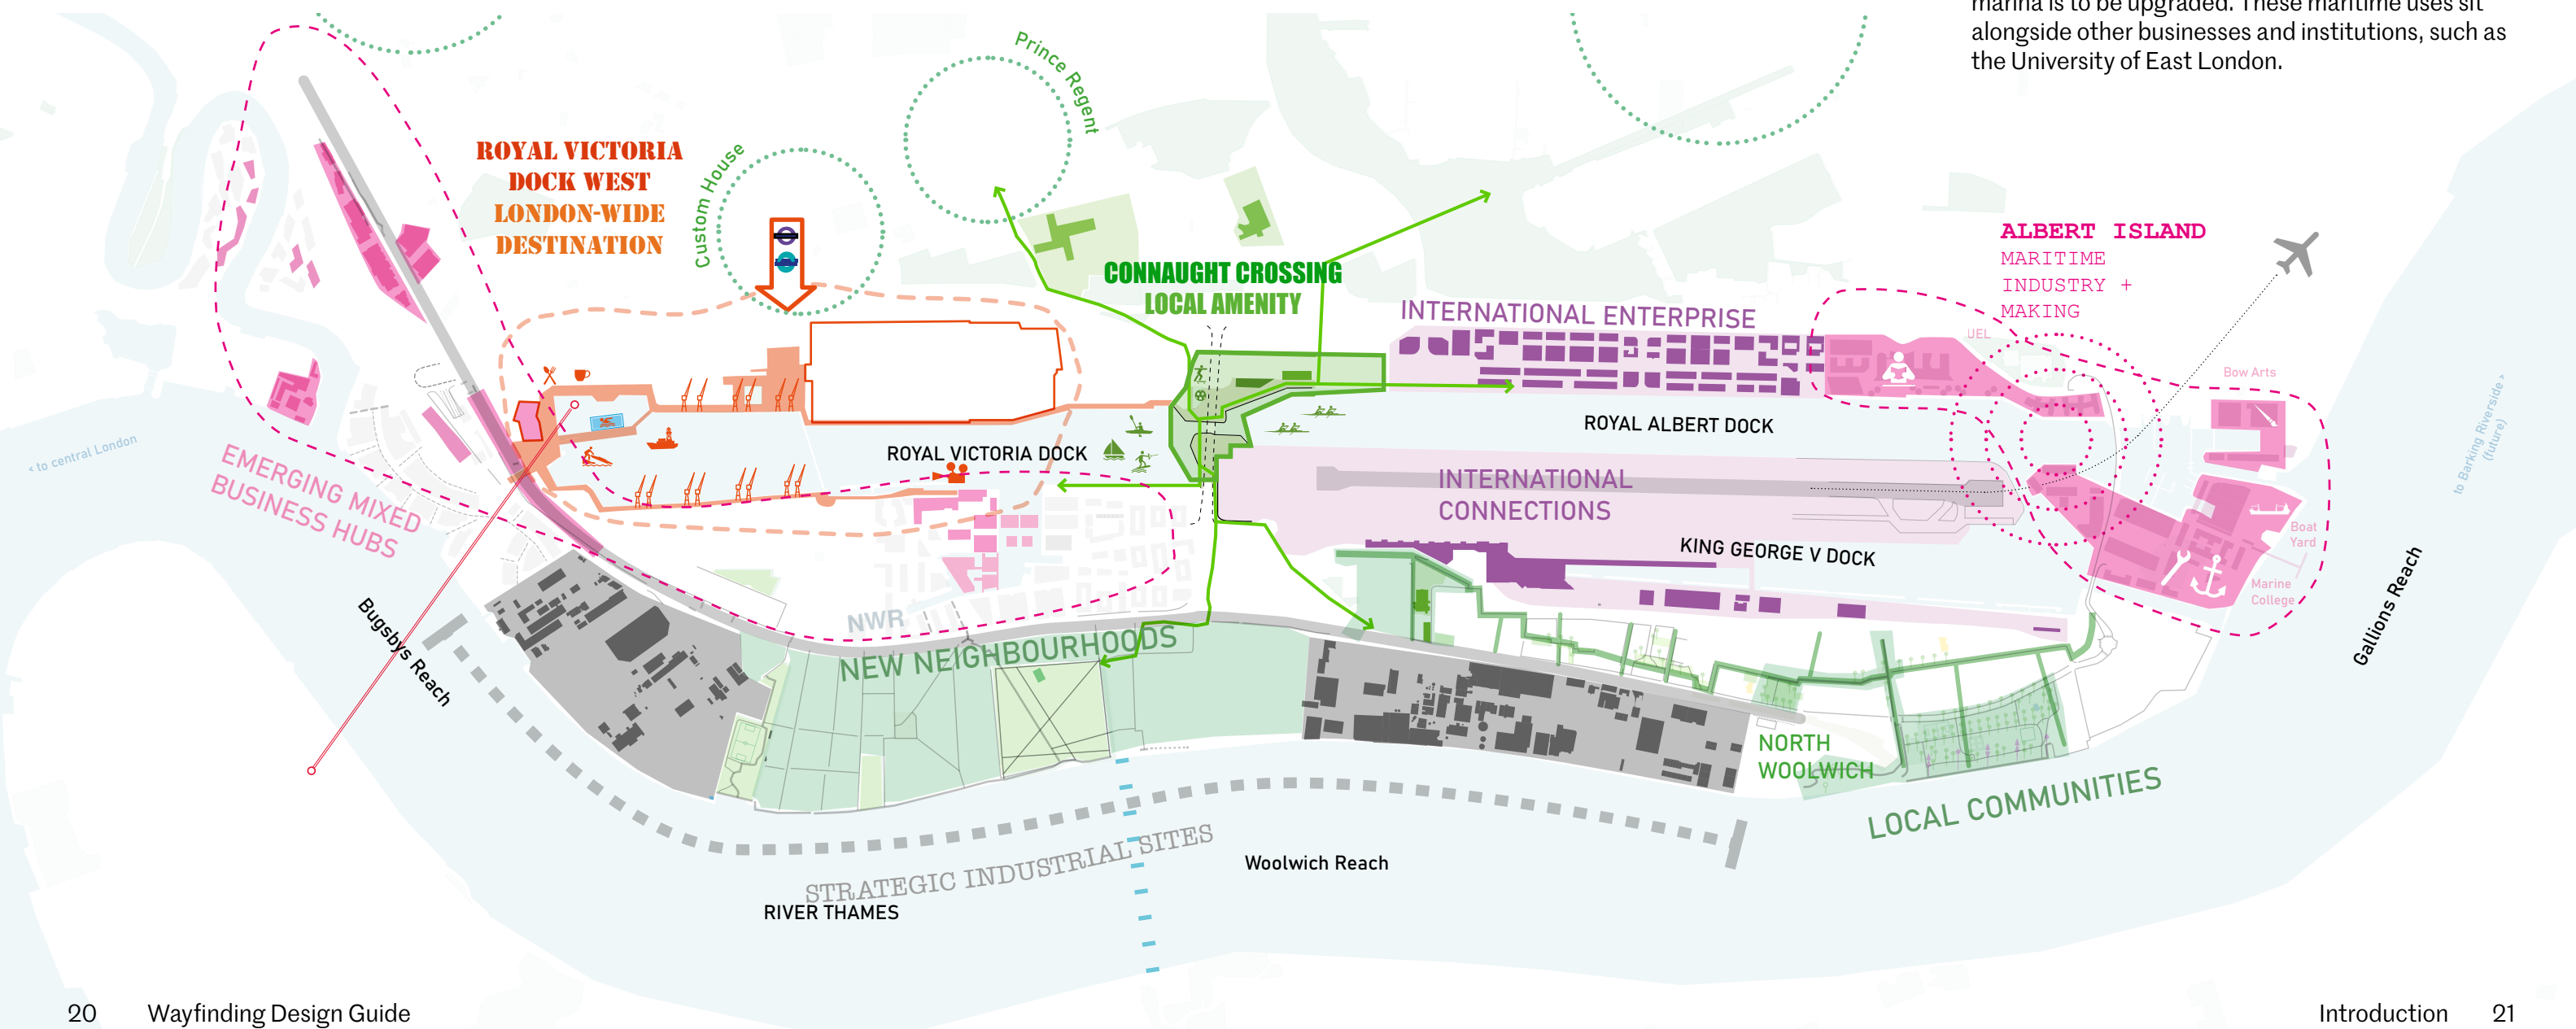 marina is to be upgraded. These maritime uses sit
alongside other businesses and institutions, such as
the University of East London.
Prince Regent
Custom House
ROYAL VICTORIA
DOCK WEST
LONDON-WIDE
DESTINATION
CONNAUGHT CROSSING
LOCAL AMENITY
INTERNATIONAL ENTERPRISE
ALBERT ISLAND
MARITIME
INDUSTRY +
MAKING
UEL
Bow Arts
< to central London
EMERGING MIXED
BUSINESS HUBS
ROYAL VICTORIA DOCK
ROYAL ALBERT DOCK
INTERNATIONAL
CONNECTIONS
KING GEORGE V DOCK
to Barking Riverside >
(future)
Boat
Yard
Marine
College
Gallions Reach
Bugsbys Reach
NWR
NEW NEIGHBOURHOODS
NORTH
WOOLWICH
LOCAL COMMUNITIES
STRATEGIC INDUSTRIAL SITES
Woolwich Reach
RIVER THAMES
20 Wayfinding Design Guide
Introduction 21